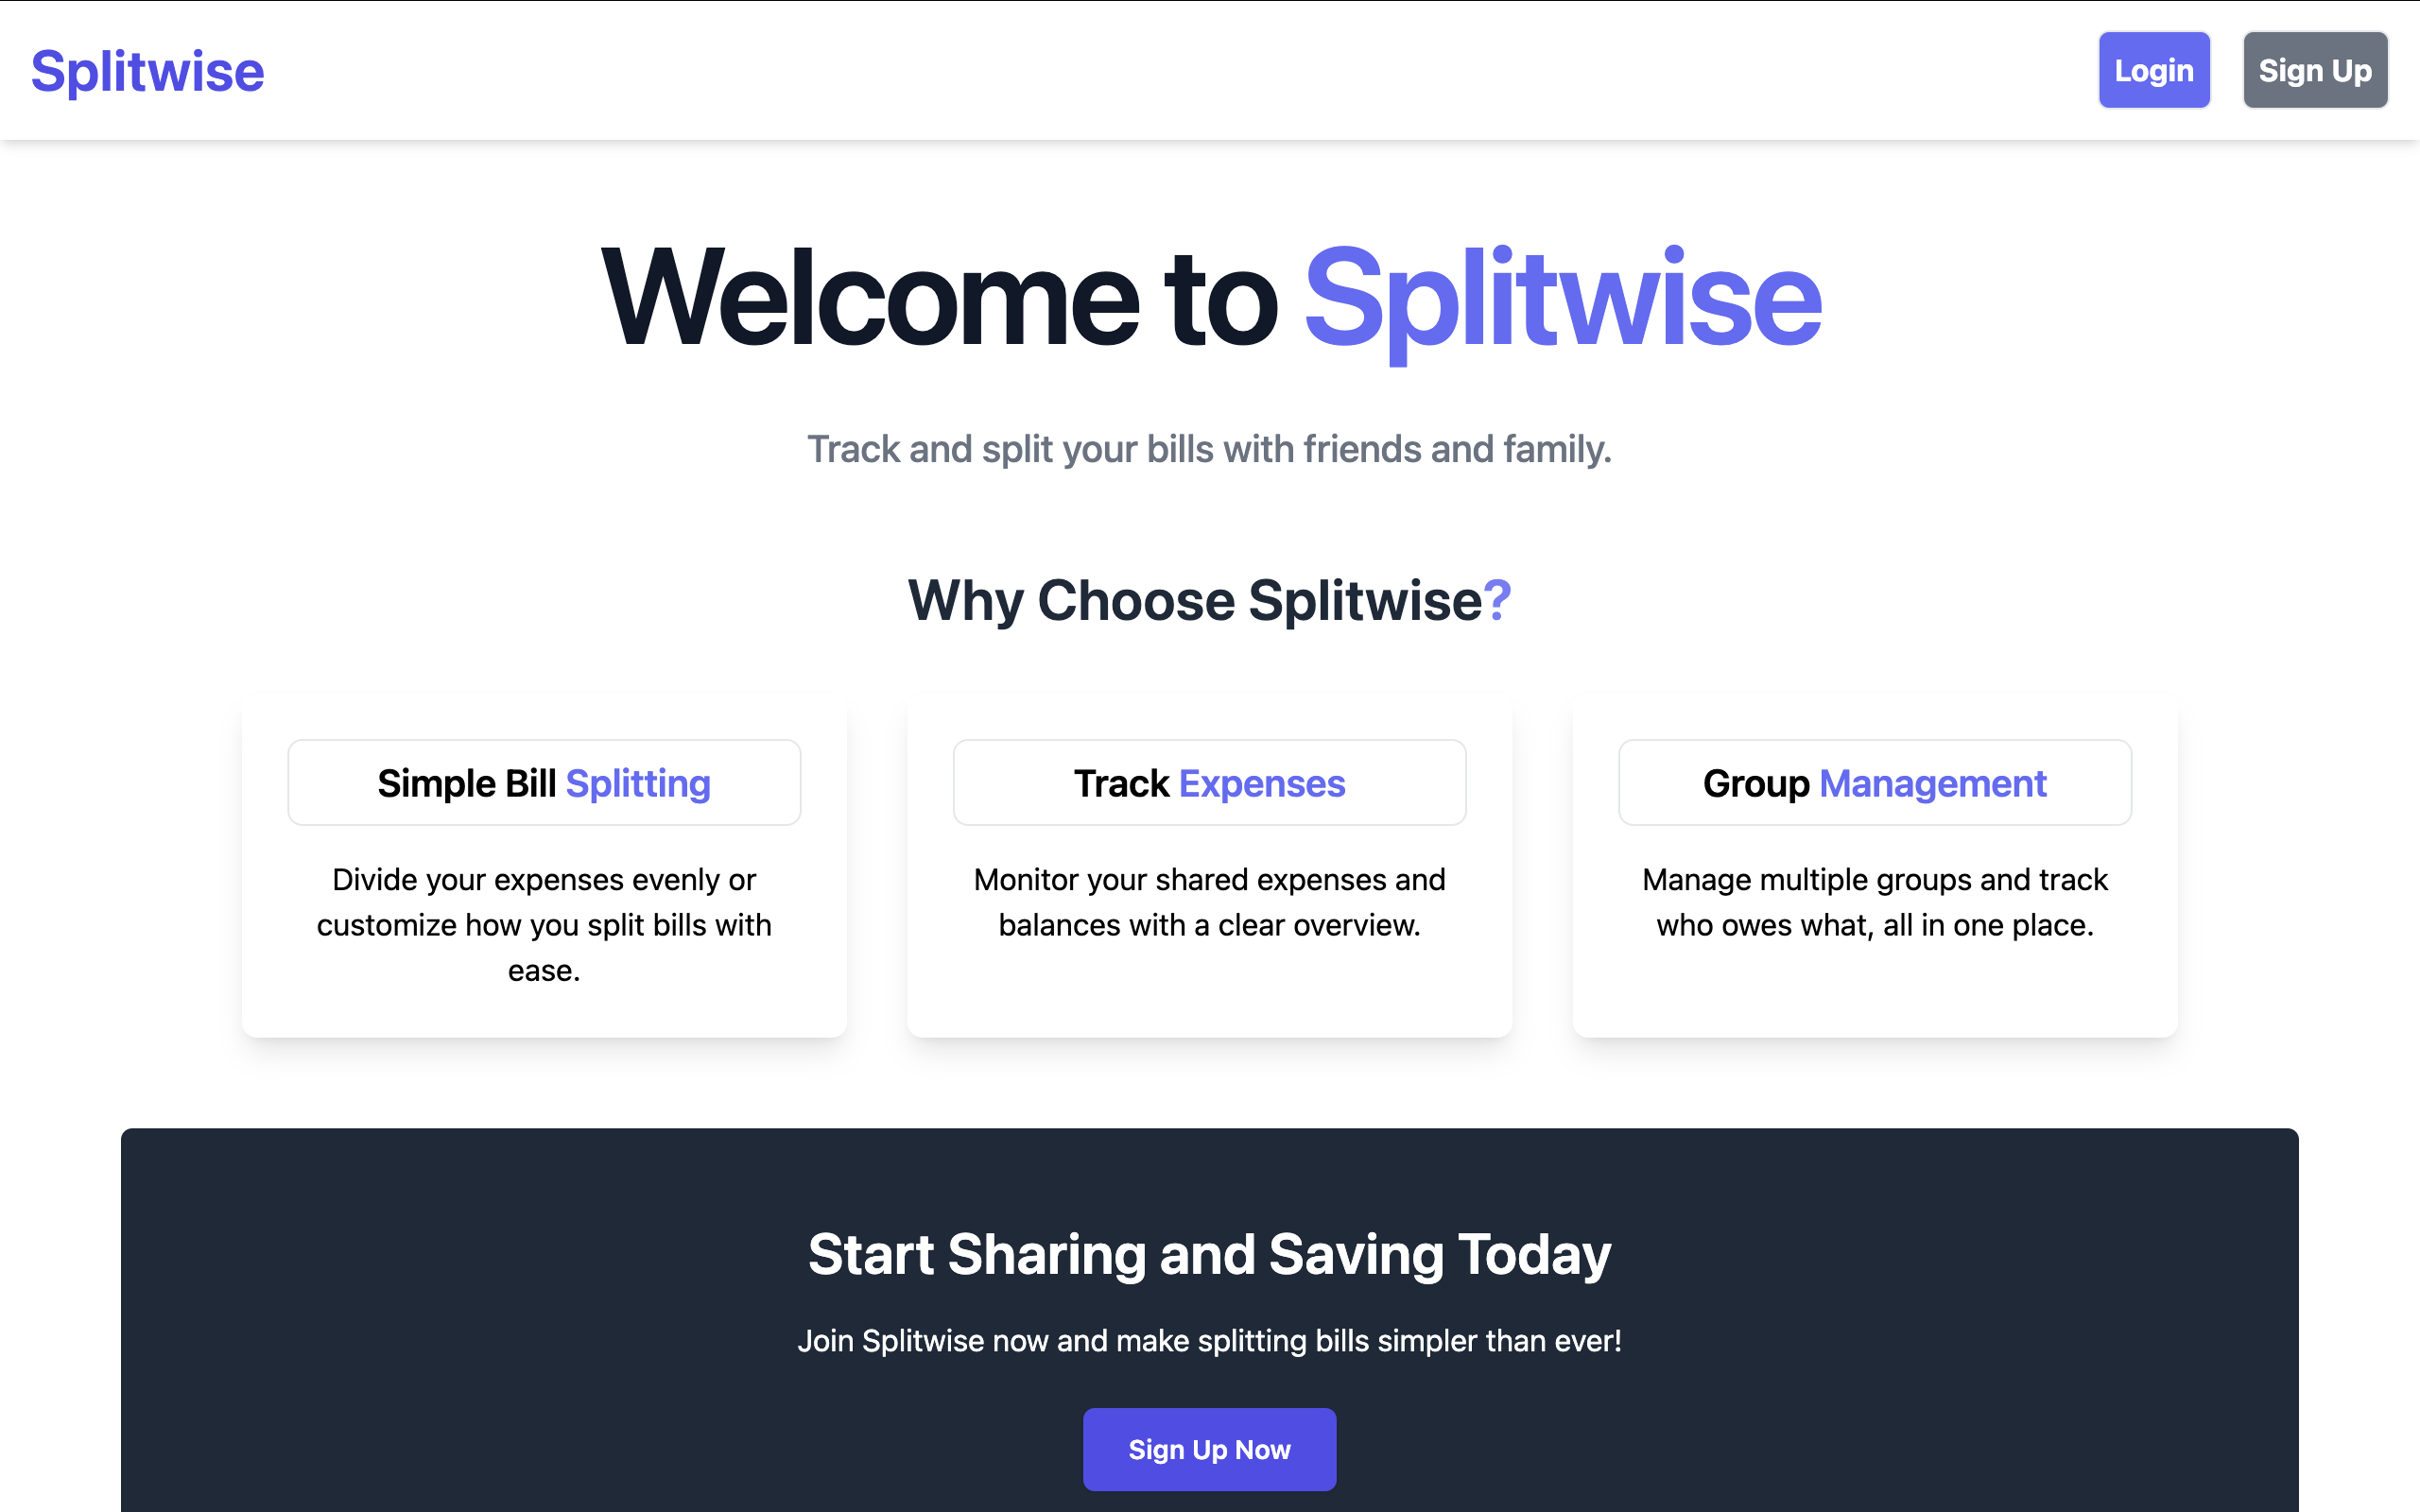 Splitwise
Login
Sign Up
Welcome to Splitwise
Track and split your bills with friends and family.
Why Choose Splitwise?
Simple Bill Splitting
Divide your expenses evenly or
customize how you split bills with
ease.
Track Expenses
Monitor your shared expenses and
balances with a clear overview.
Group Management
Manage multiple groups and track
who owes what, all in one place.
Start Sharing and Saving Today
Join Splitwise now and make splitting bills simpler than ever!
Sign Up Now